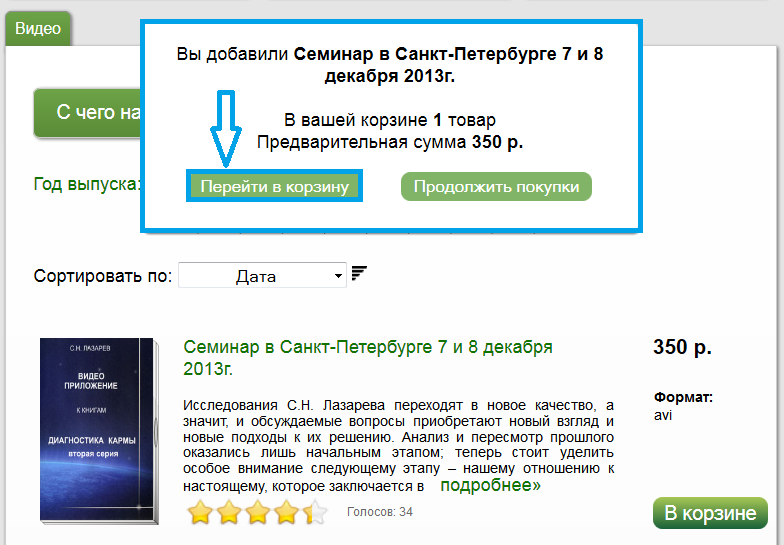 Видео
Вы добавили Семинар в Санкт-Петербурге 7 и 8
декабря 2013г.
С чего на
В вашей корзине 1 товар
Предварительная сумма 350 р.
Год выпуска:
Перейти в корзину
Продолжить покупки
Сортировать по:
Дата
С.Н. ЛАЗАРЕВ
ВИДЕО
ПРИЛОЖЕНИЕ
К КНИГАМ
ДИАГНОСТИКА КАРМЫ
вторая серия
Семинар в Санкт-Петербурге 7 и 8 декабря
2013г.
350 р.
Исследования С.Н. Лазарева переходят в новое качество, а
значит, и обсуждаемые вопросы приобретают новый взгляд и
новые подходы к их решению. Анализ и пересмотр прошлого
оказались лишь начальным этапом; теперь стоит уделить
особое внимание следующему этапу – нашему отношению к
настоящему, которое заключается в подробнее»
Формат:
avi
Голосов: 34
В корзине